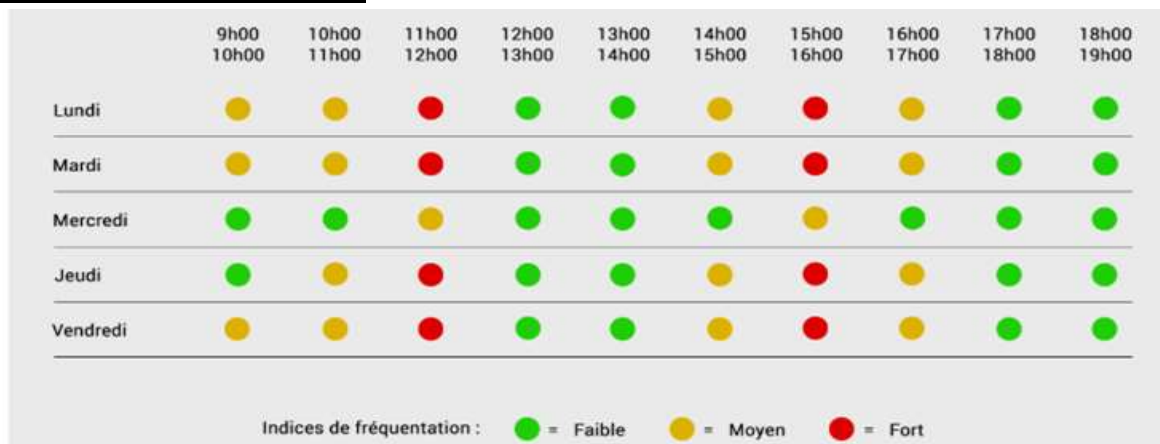 9h00 10h00 11h00 12h00 13h00 14h00 15h00 16h00 17h00 18h00
10h00 11h00 12h00 13h00 14h00 15h00 16h00 17h00 18h00 19h00
Lundi
Mardi
Mercredi
Jeudi
Vendredi
Indices de fréquentation : = Faible = Moyen = Fort